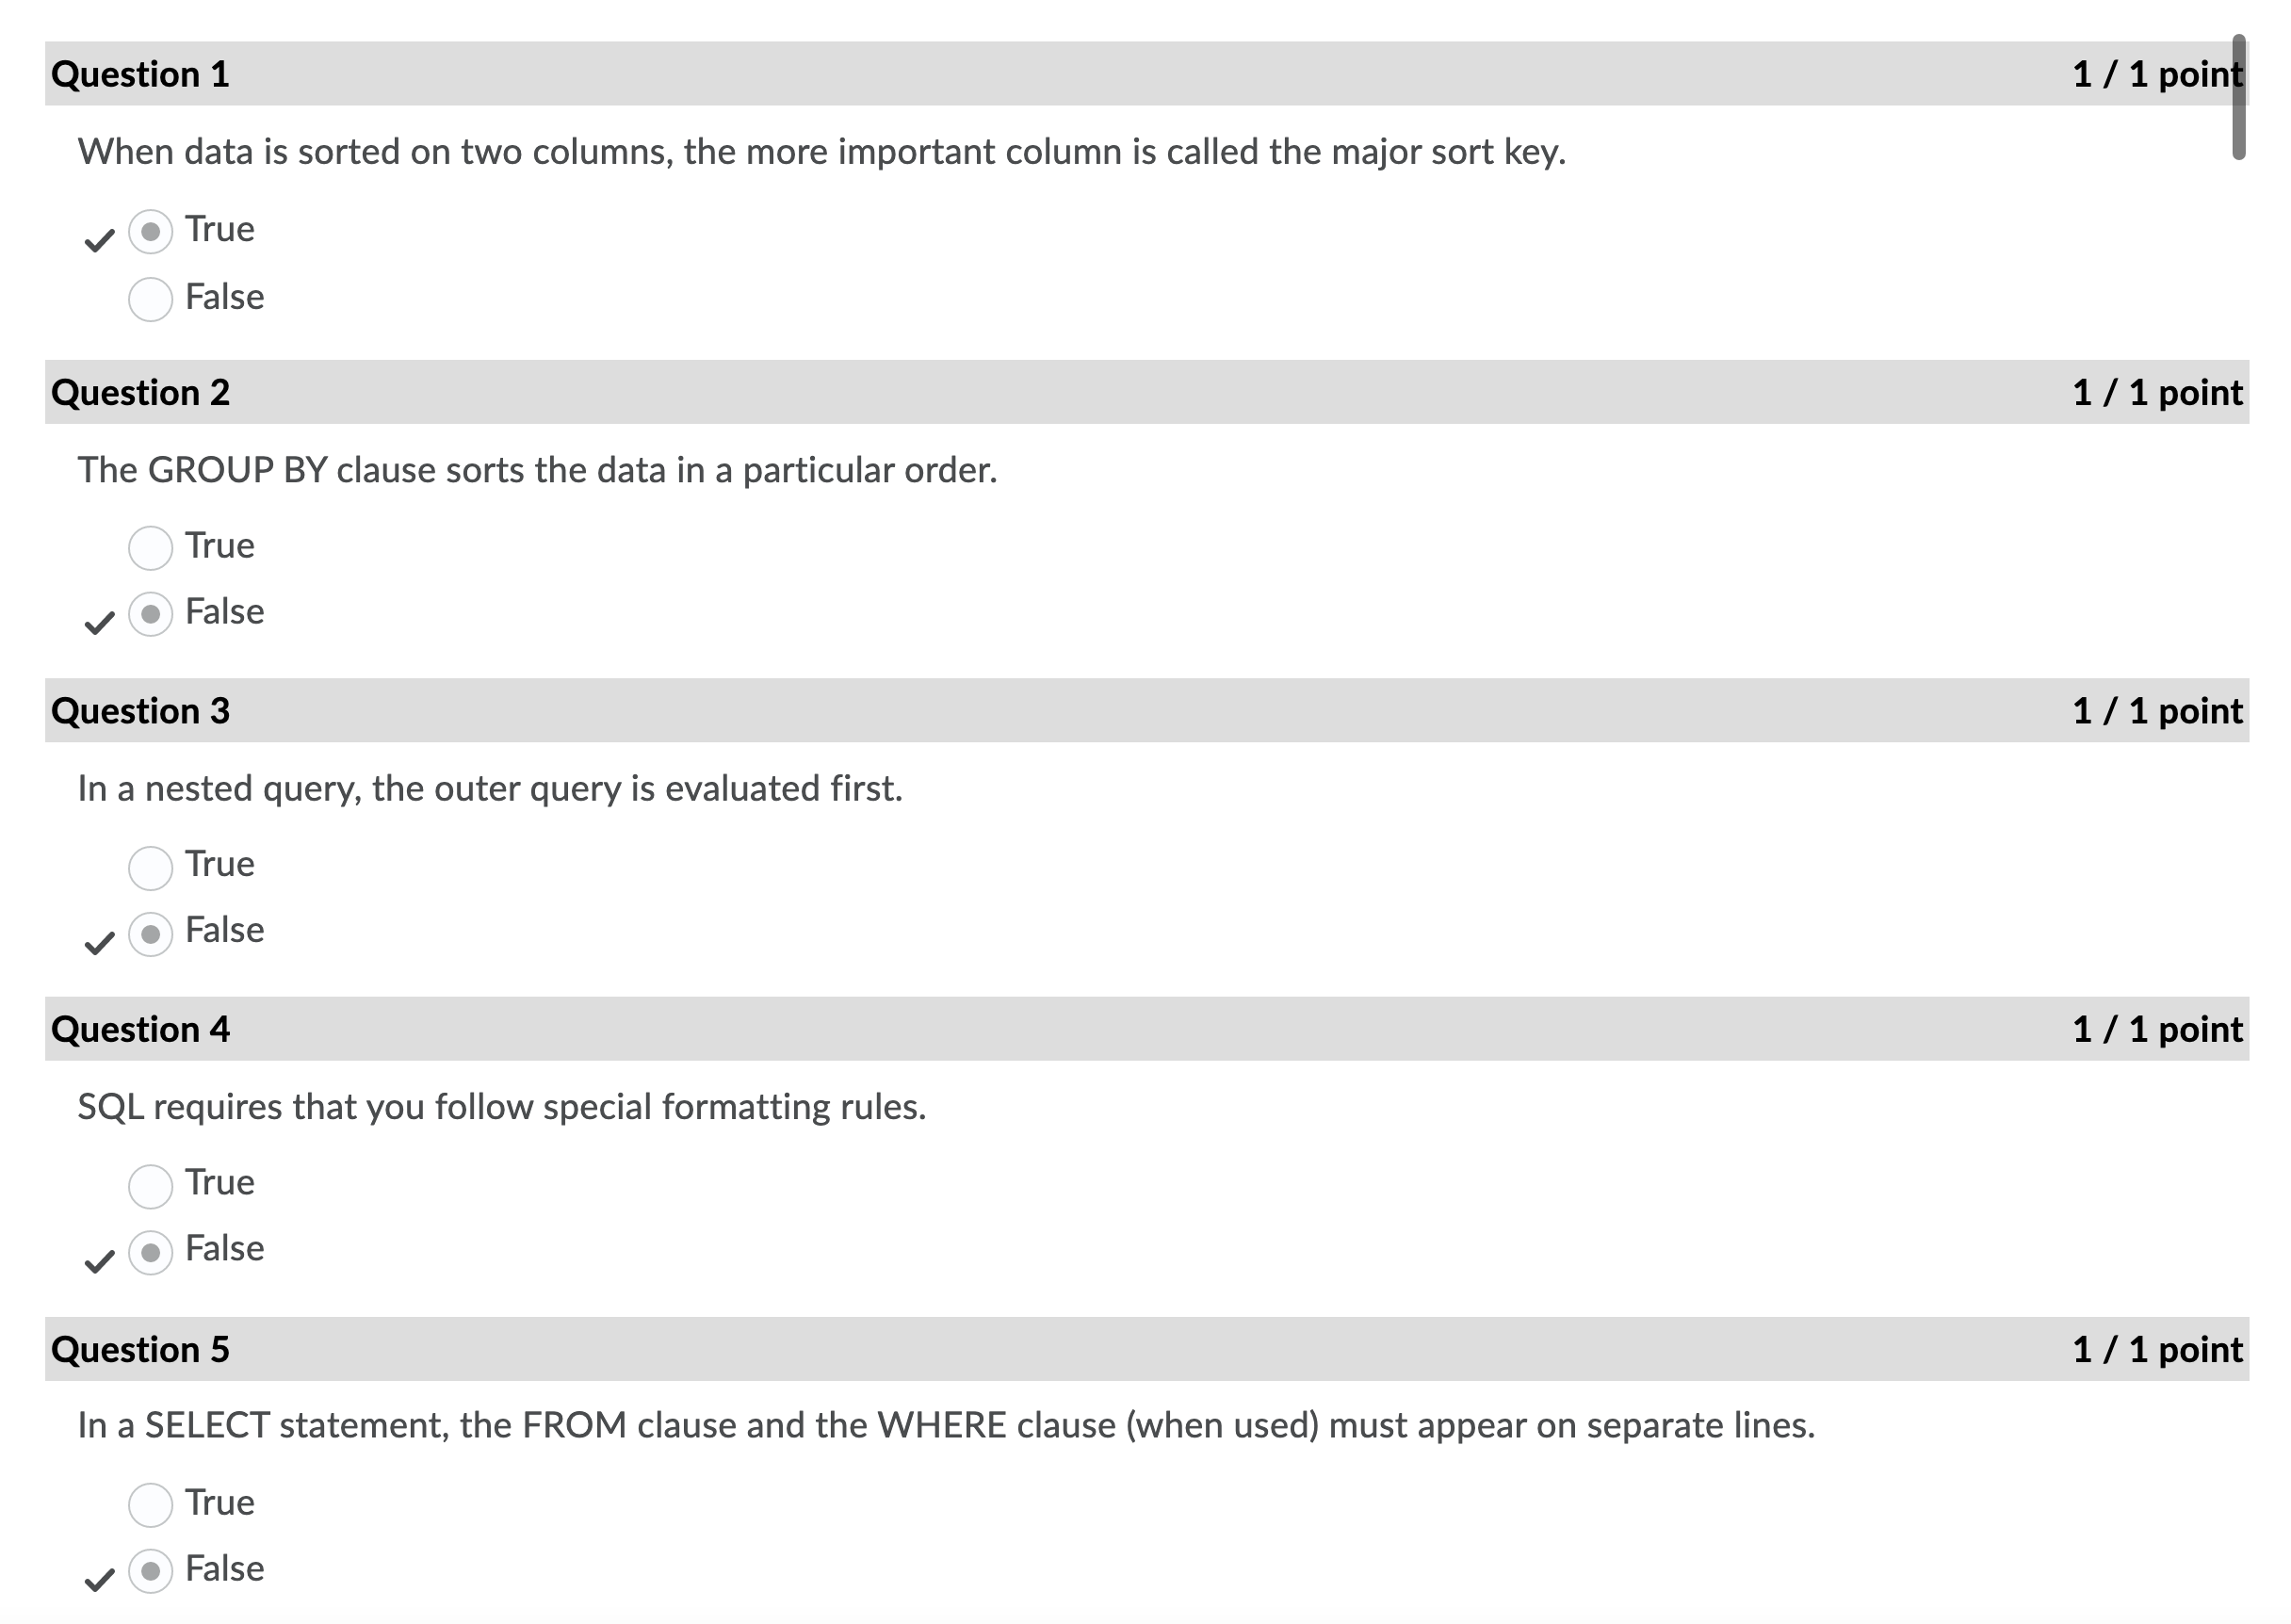 Question 1 1 / 1 point
When data is sorted on two columns, the more important column is called the major sort key.
True
False
Question 2 1 / 1 point
The GROUP BY clause sorts the data in a particular order.
True
False
Question 3 1 / 1 point
In a nested query, the outer query is evaluated first.
True
False
Question 4 1 / 1 point
SQL requires that you follow special formatting rules.
True
False
Question 5 1 / 1 point
In a SELECT statement, the FROM clause and the WHERE clause (when used) must appear on separate lines.
True
False